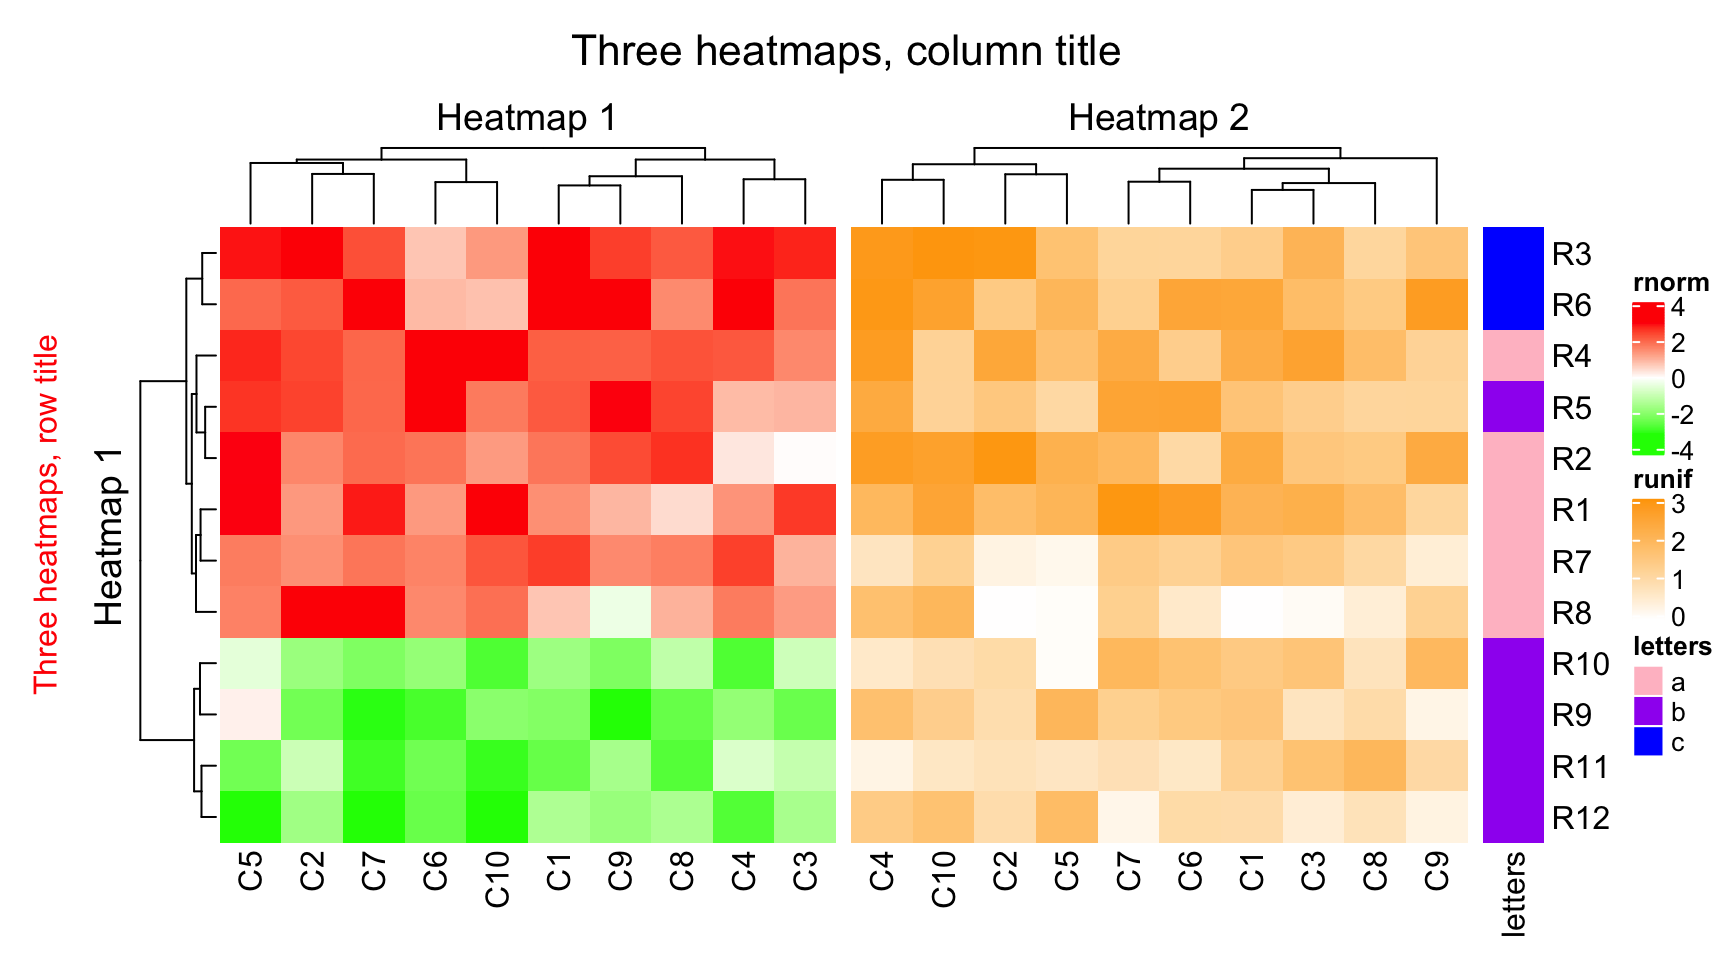 Three heatmaps, column title
Heatmap 1
Heatmap 2
Three heatmaps, row title
Heatmap 1
R3
R6
R4
R5
R2
R1
R7
R8
R10
R9
R11
R12
C5 C2 C7 C6 C10 C1 C9 C8 C4 C3
C4 C10 C2 C5 C7 C6 C1 C3 C8 C9
letters
rnorm
4
2
0
-2
-4
runif
3
2
1
0
letters
a
b
c